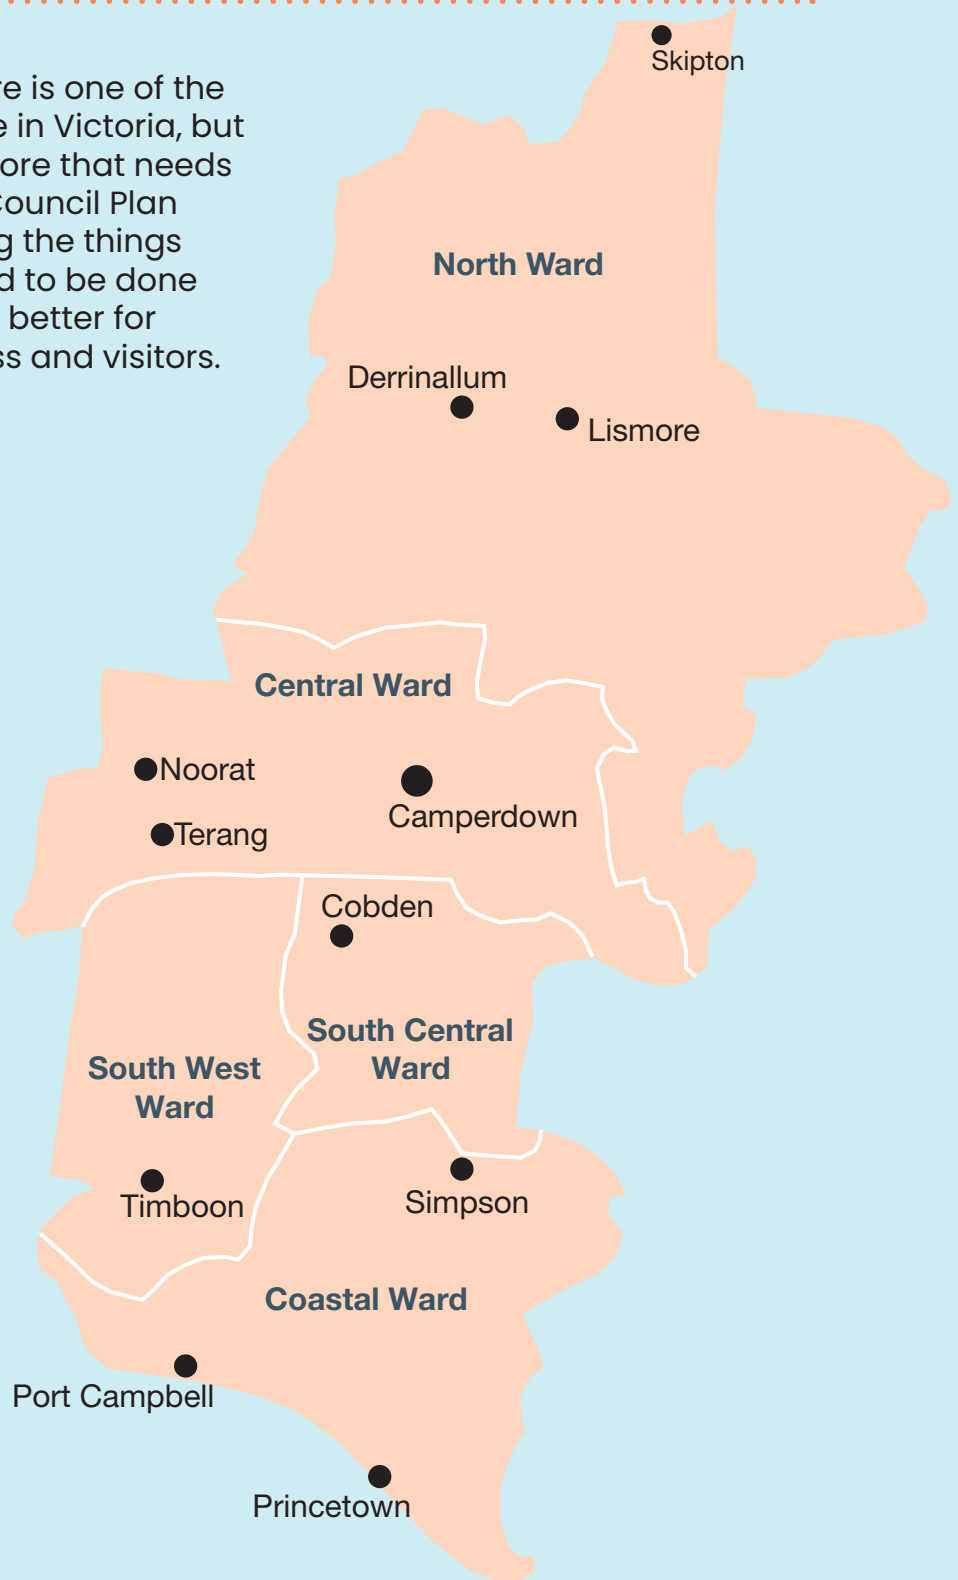 re is one of the
e in Victoria, but
ore that needs
Council Plan
g the things
d to be done
better for
ss and visitors.
Skipton
North Ward
Derrinallum
Lismore
Central Ward
Noorat
Camperdown
Terang
Cobden
South Central
Ward
South West
Ward
Timboon
Simpson
Coastal Ward
Port Campbell
Princetown